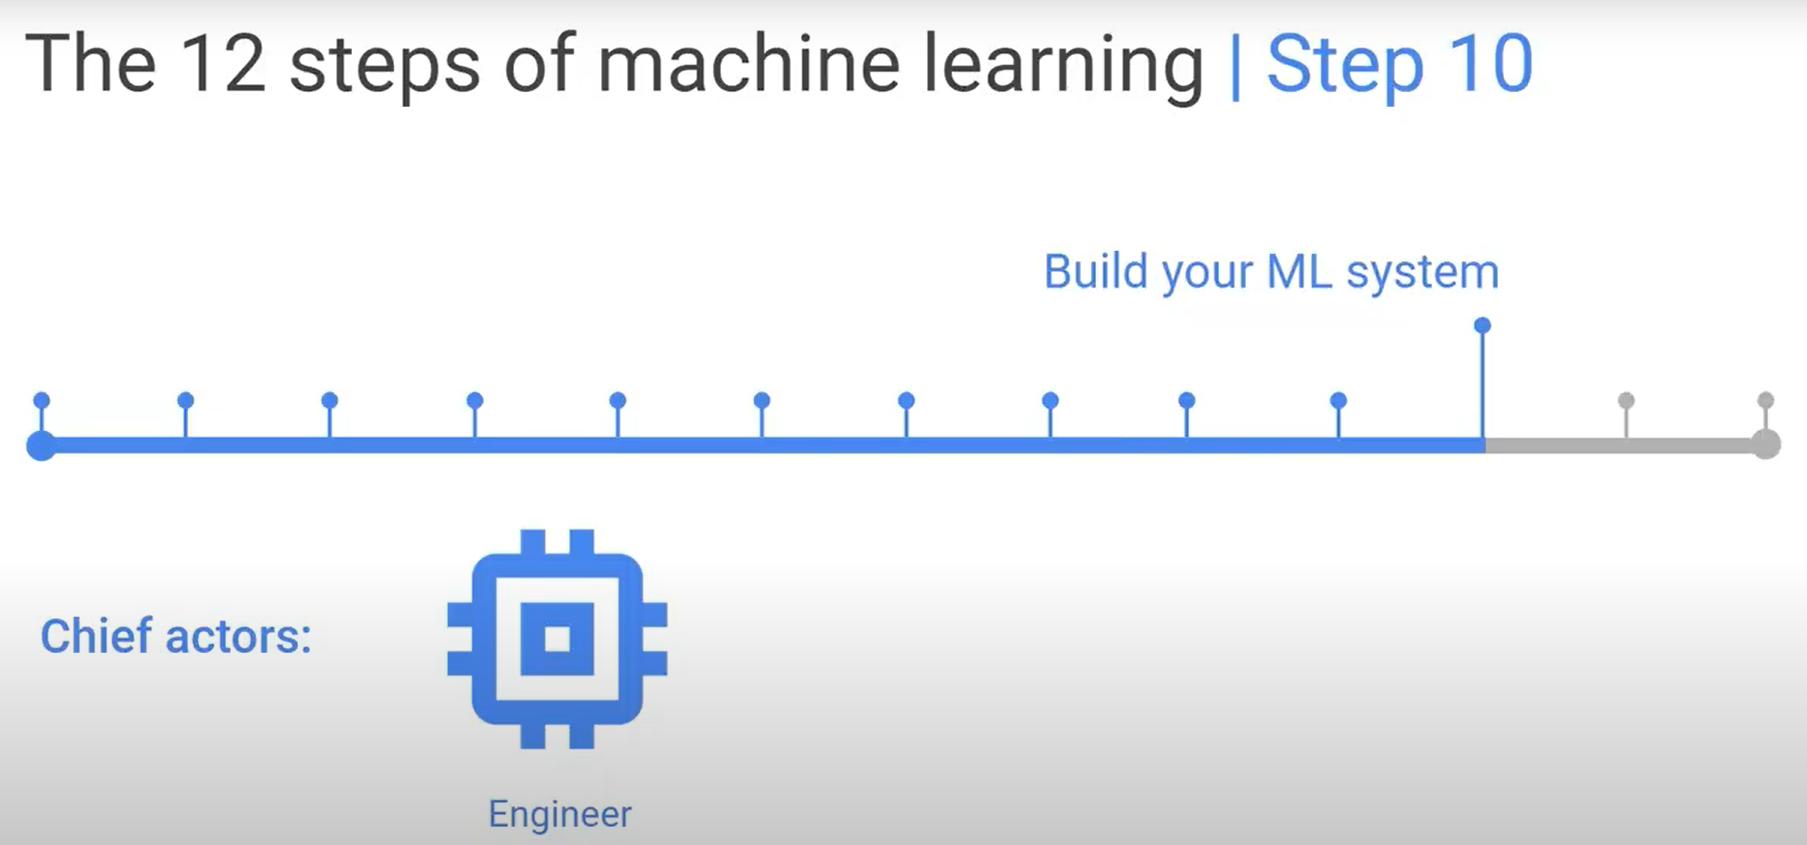 The 12 steps of machine learning | Step 10
Build your ML system
Chief actors:
Engineer